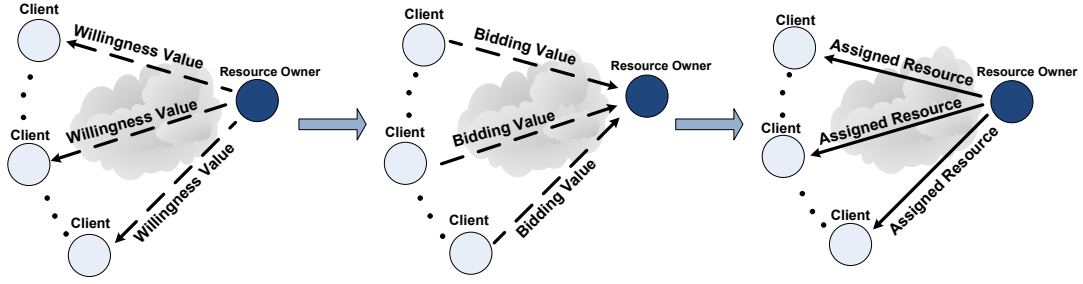 Client
Willingness Value
Resource Owner
Client
Willingness Value
Client
Willingness Value
Client
Bidding Value
Resource Owner
Client
Bidding Value
Client
Bidding Value
Client
Assigned Resource
Resource Owner
Client
Assigned Resource
Client
Assigned Resource